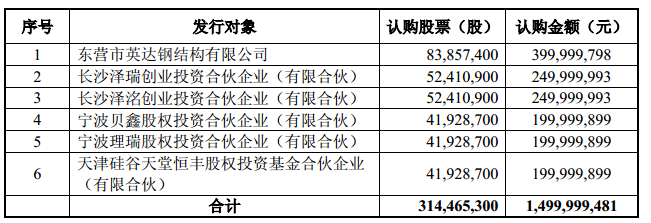 序号 发行对象 认购股票（股） 认购金额（元）
1 东营市英达钢结构有限公司 83,857,400 399,999,798
2 长沙泽瑞创业投资合伙企业（有限合伙） 52,410,900 249,999,993
3 长沙泽洺创业投资合伙企业（有限合伙） 52,410,900 249,999,993
4 宁波贝鑫股权投资合伙企业（有限合伙） 41,928,700 199,999,899
5 宁波理瑞股权投资合伙企业（有限合伙） 41,928,700 199,999,899
6 天津硅谷天堂恒丰股权投资基金合伙企业
（有限合伙） 41,928,700 199,999,899
合计 314,465,300 1,499,999,481